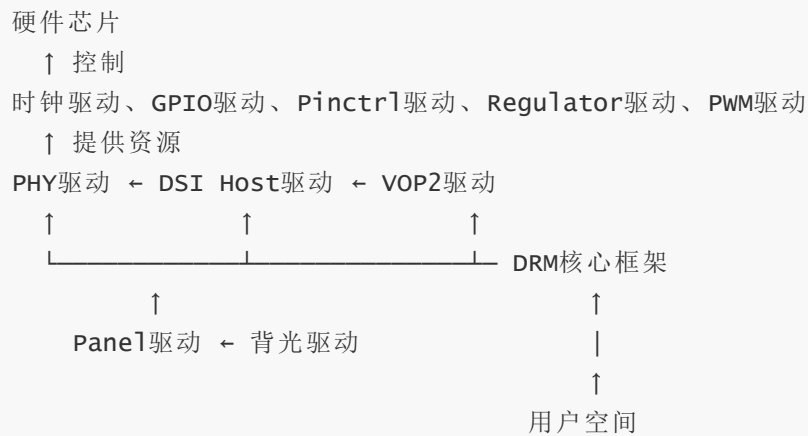 硬件芯片
↑ 控制
时钟驱动、GPIO驱动、Pinctrl驱动、Regulator驱动、PWM驱动
↑ 提供资源
PHY驱动 ← DSI Host驱动 ← VOP2驱动
↑ ↑ ↑
└─────────────┴───────────────┴─ DRM核心框架
↑ ↑
Panel驱动 ← 背光驱动 │
↑
用户空间